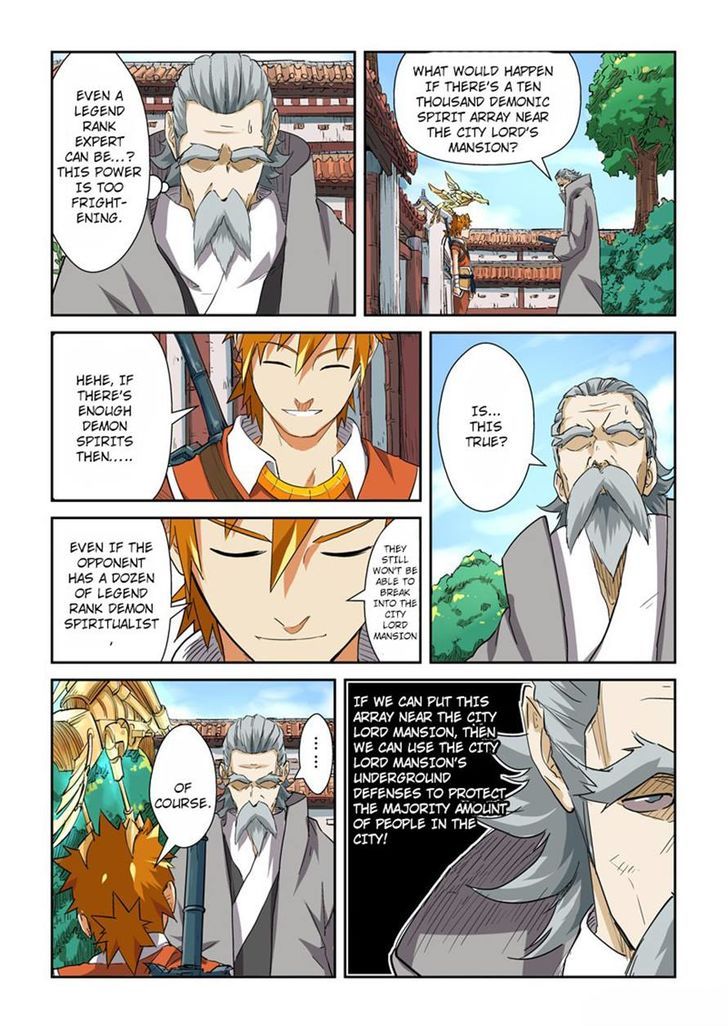 EVEN A
LEGEND
RANK
EXPERT
CAN BE...?
THIS POWER
IS TOO
FRIGHT-
ENING.
WHAT WOULD HAPPEN
IF THERE'S A TEN
THOUSAND DEMONIC
SPIRIT ARRAY NEAR
THE CITY LORD'S
MANSION?
HEHE, IF
THERE'S
ENOUGH
DEMON
SPIRITS
THEN.....
IS...
THIS
TRUE?
EVEN IF THE
OPPONENT
HAS A DOZEN
OF LEGEND
RANK DEMON
SPIRITUALIST
,
THEY
STILL
WON'T BE
ABLE TO
BREAK
INTO THE
CITY
LORD
MANSION
OF
COURSE.
....
IF WE CAN PUT THIS
ARRAY NEAR THE CITY
LORD MANSION, THEN
WE CAN USE THE CITY
LORD MANSION'S
UNDERGROUND
DEFENSES TO PROTECT
THE MAJORITY AMOUNT
OF PEOPLE IN THE
CITY!